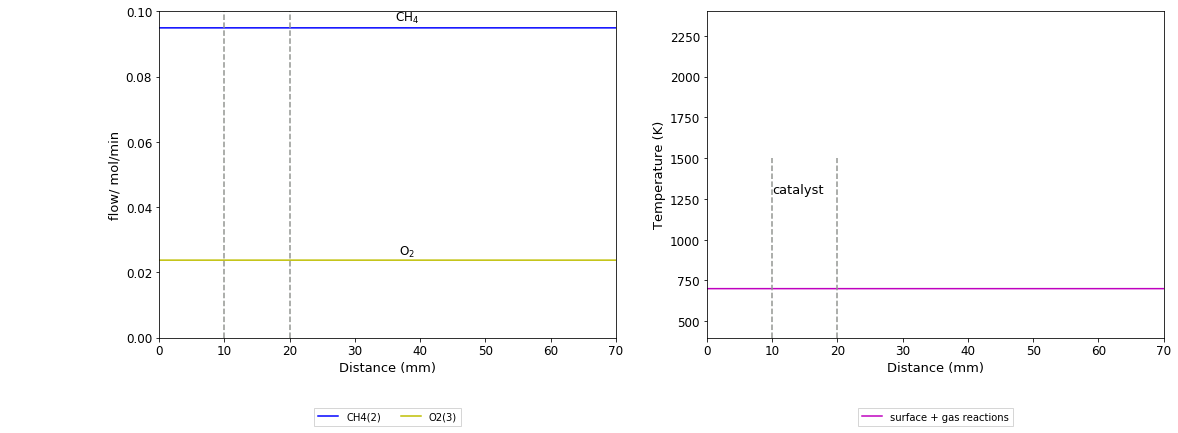 0.10
0.08
0.06
0.04
0.02
0.00
flow/ mol/min
CH₄
O₂
0 10 20 30 40 50 60 70
Distance (mm)
CH4(2) O2(3)
2250
2000
1750
1500
1250
1000
750
500
Temperature (K)
catalyst
0 10 20 30 40 50 60 70
Distance (mm)
surface + gas reactions